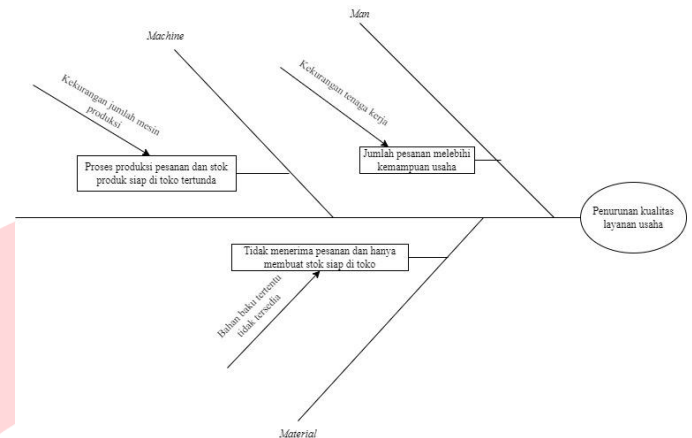 Man
Machine
Kekurangan jumlah mesin
produksi
Kekurangan tenaga kerja
Proses produksi pesanan dan stok
produk siap di toko tertunda
Jumlah pesanan melebihi
kemampuan usaha
Penurunan kualitas
layanan usaha
Tidak menerima pesanan dan hanya
membuat stok siap di toko
Bahan baku tertentu
tidak tersedia
Material